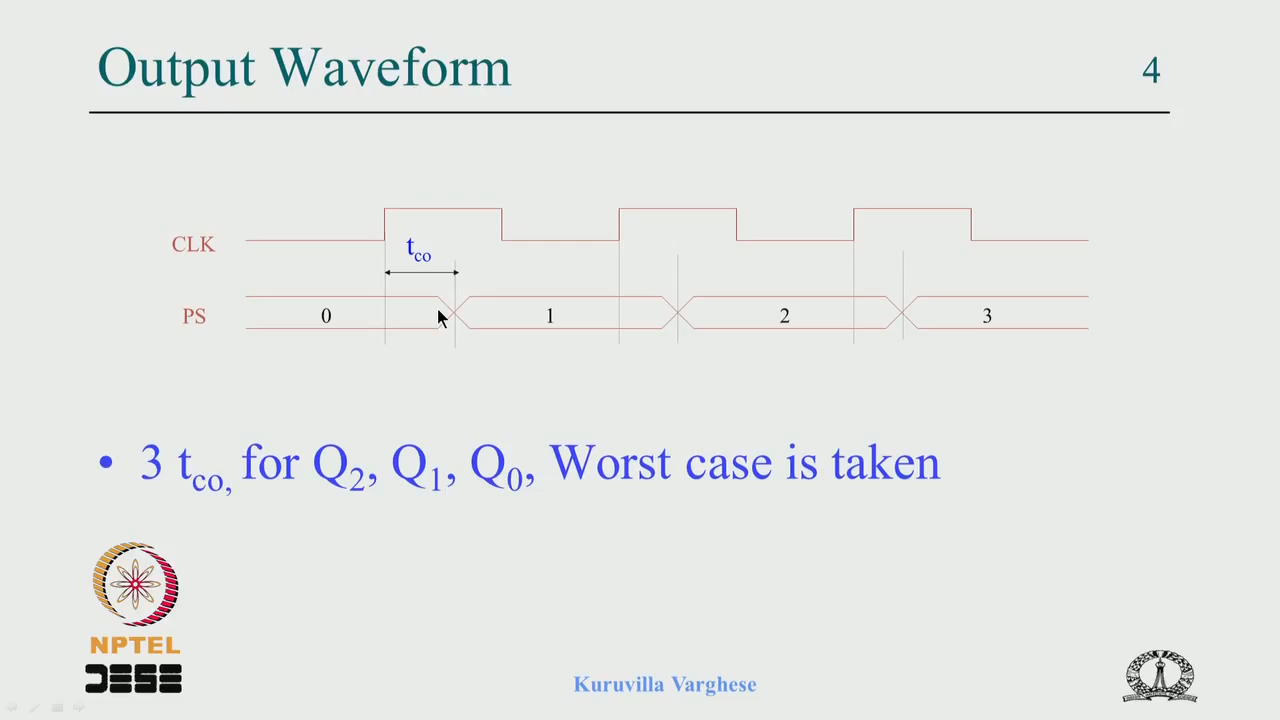 Output Waveform
4
CLK
tco
PS
0
1
2
3
• 3 tco, for Q2, Q1, Q0, Worst case is taken
NPTEL
DESE
Kuruvilla Varghese